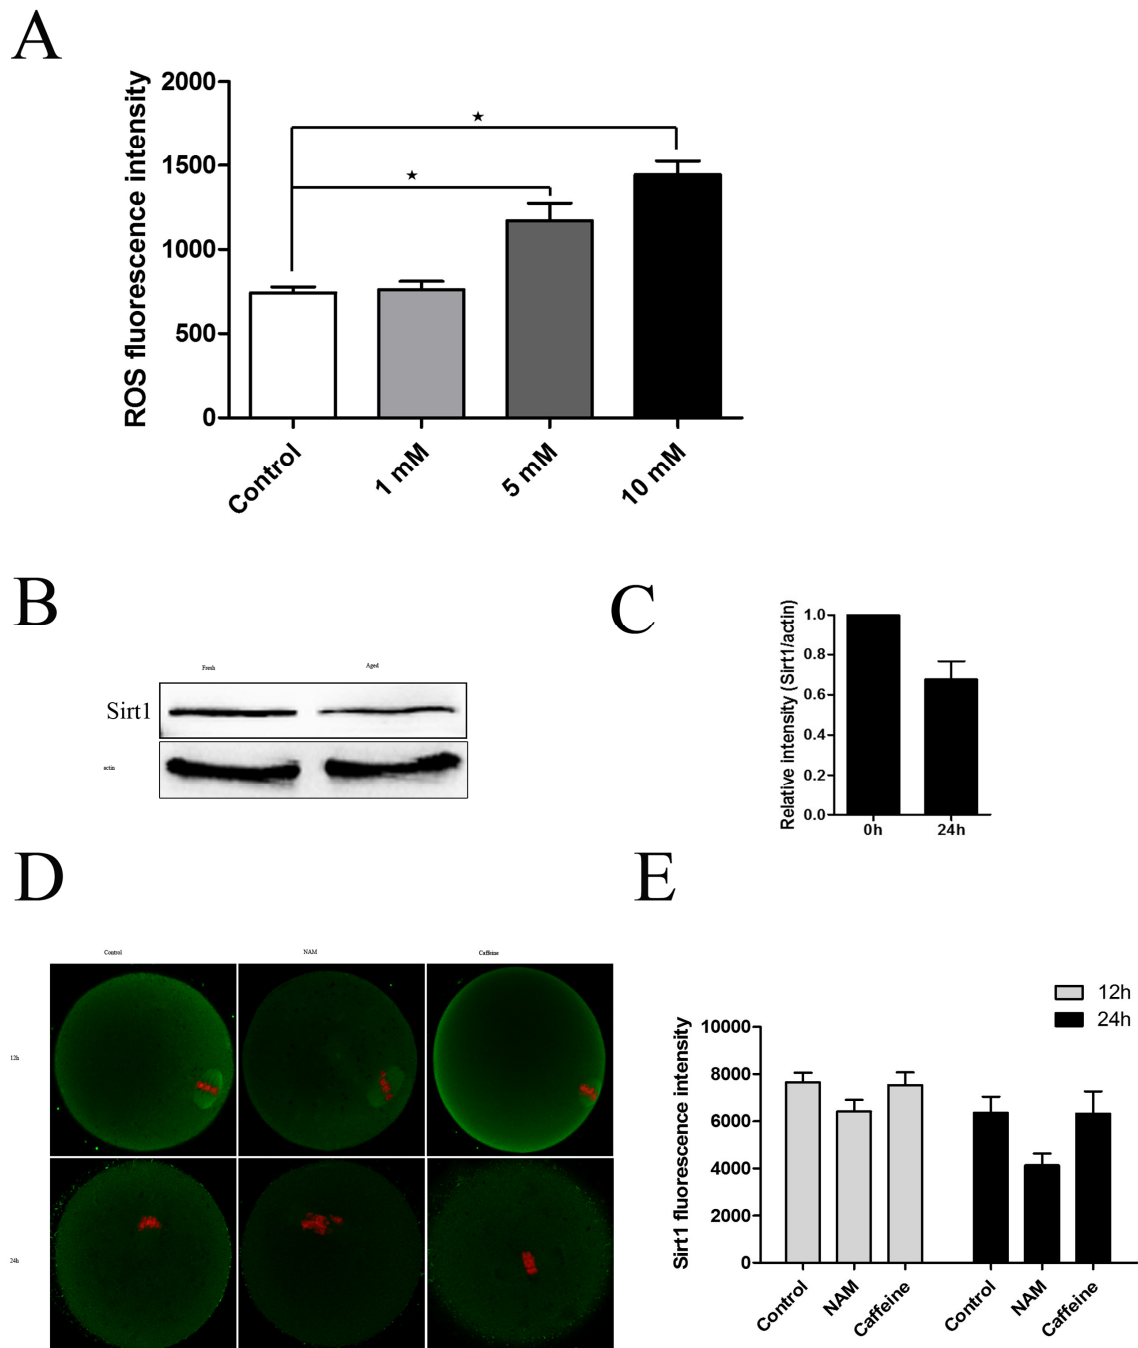 A
ROS fluorescence intensity
2000
1500
1000
500
0
Control
1 mM
5 mM
10 mM
B
Fresh
Aged
Sirt1
actin
C
Relative intensity (Sirt1/actin)
1.0
0.8
0.6
0.4
0.2
0.0
0h
24h
D
Control
NAM
Caffeine
12h
24h
E
12h
24h
Sirt1 fluorescence intensity
10000
8000
6000
4000
2000
0
Control
NAM
Caffeine
Control
NAM
Caffeine